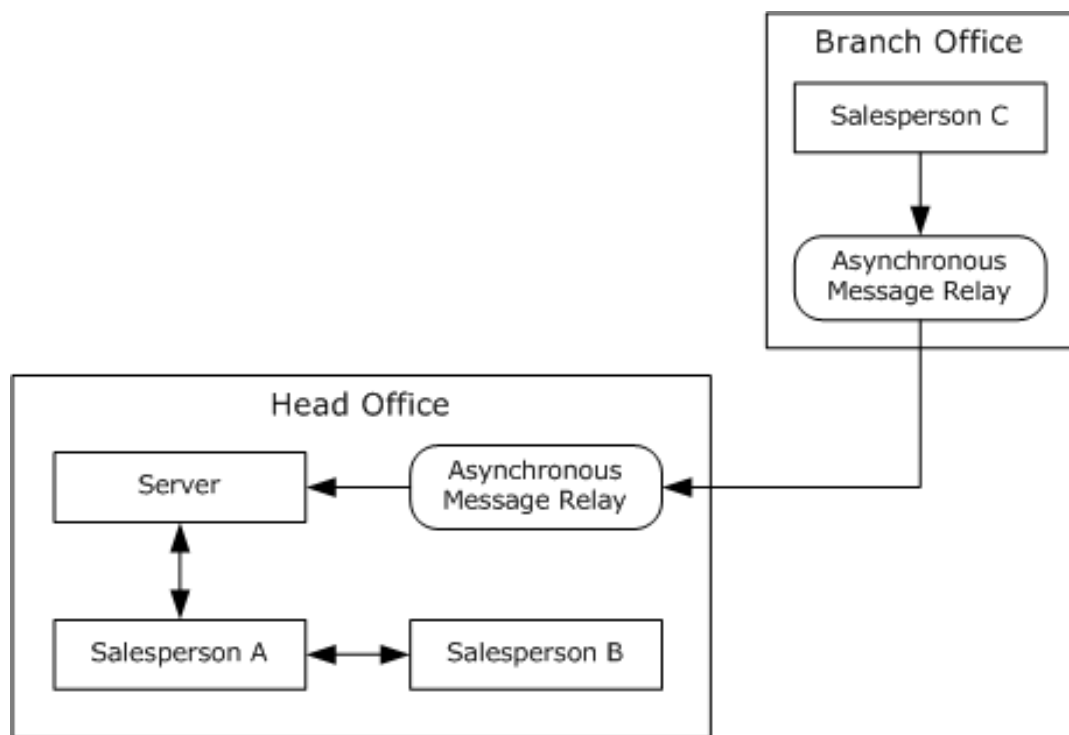 Branch Office
Salesperson C
Asynchronous
Message Relay
Head Office
Server
Asynchronous
Message Relay
Salesperson A
Salesperson B